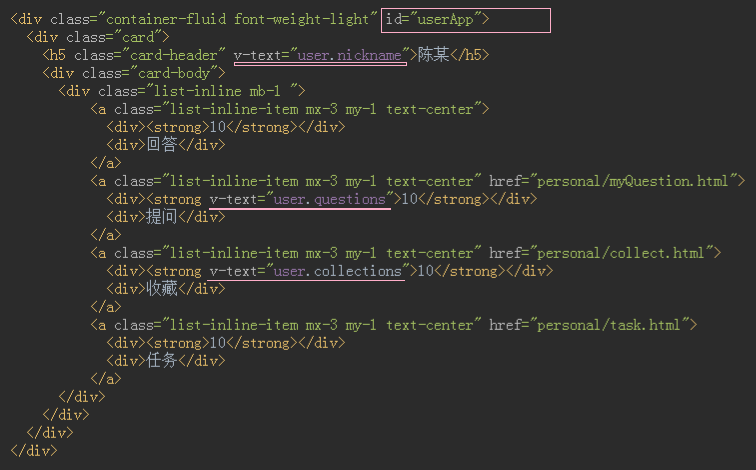 <div class="container-fluid font-weight-light" id="userApp">
<div class="card">
<h5 class="card-header" v-text="user.nickname">陈某</h5>
<div class="card-body">
<div class="list-inline mb-1 ">
<a class="list-inline-item mx-3 my-1 text-center">
<div><strong>10</strong></div>
<div>回答</div>
</a>
<a class="list-inline-item mx-3 my-1 text-center" href="personal/myQuestion.html">
<div><strong v-text="user.questions">10</strong></div>
<div>提问</div>
</a>
<a class="list-inline-item mx-3 my-1 text-center" href="personal/collect.html">
<div><strong v-text="user.collections">10</strong></div>
<div>收藏</div>
</a>
<a class="list-inline-item mx-3 my-1 text-center" href="personal/task.html">
<div><strong>10</strong></div>
<div>任务</div>
</a>
</div>
</div>
</div>
</div>